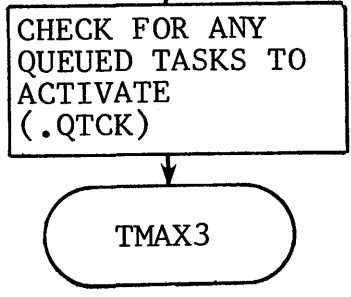 CHECK FOR ANY
QUEUED TASKS TO
ACTIVATE
(.QTCK)
TMAX3